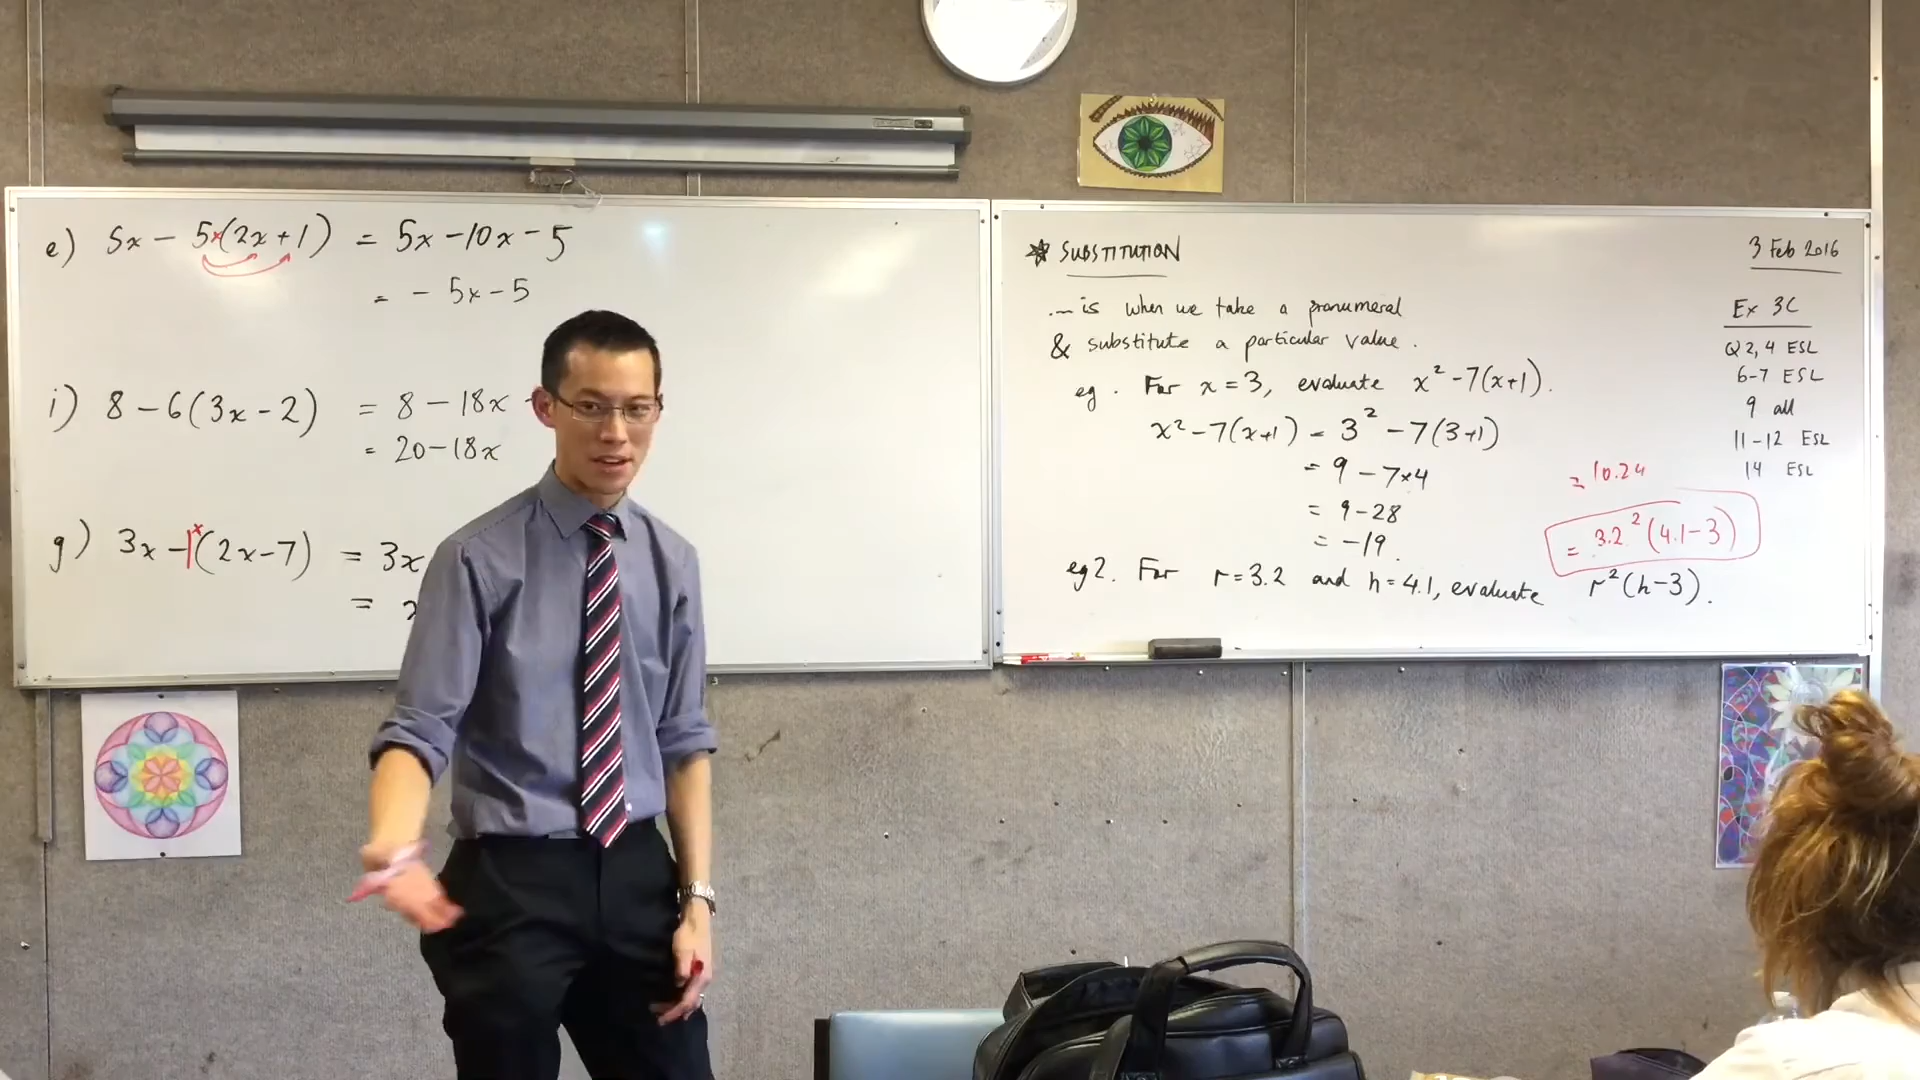 e) 5x - 5×(2x+1) = 5x - 10x - 5
= - 5x - 5
i) 8 - 6(3x - 2) = 8 - 18x
= 20 - 18x
g) 3x - 1×(2x - 7) = 3x
=
* SUBSTITUTION
3 Feb 2016
... is when we take a pronumeral
& substitute a particular value.
eg. For x = 3, evaluate x² - 7(x+1).
x² - 7(x+1) = 3² - 7(3+1)
= 9 - 7×4
= 9 - 28
= -19.
eg2. For r = 3.2 and h = 4.1, evaluate r²(h-3).
= 3.2²(4.1-3)
= 10.24
Ex 3C
Q2, 4 ESL
6-7 ESL
9 all
11-12 ESL
14 ESL